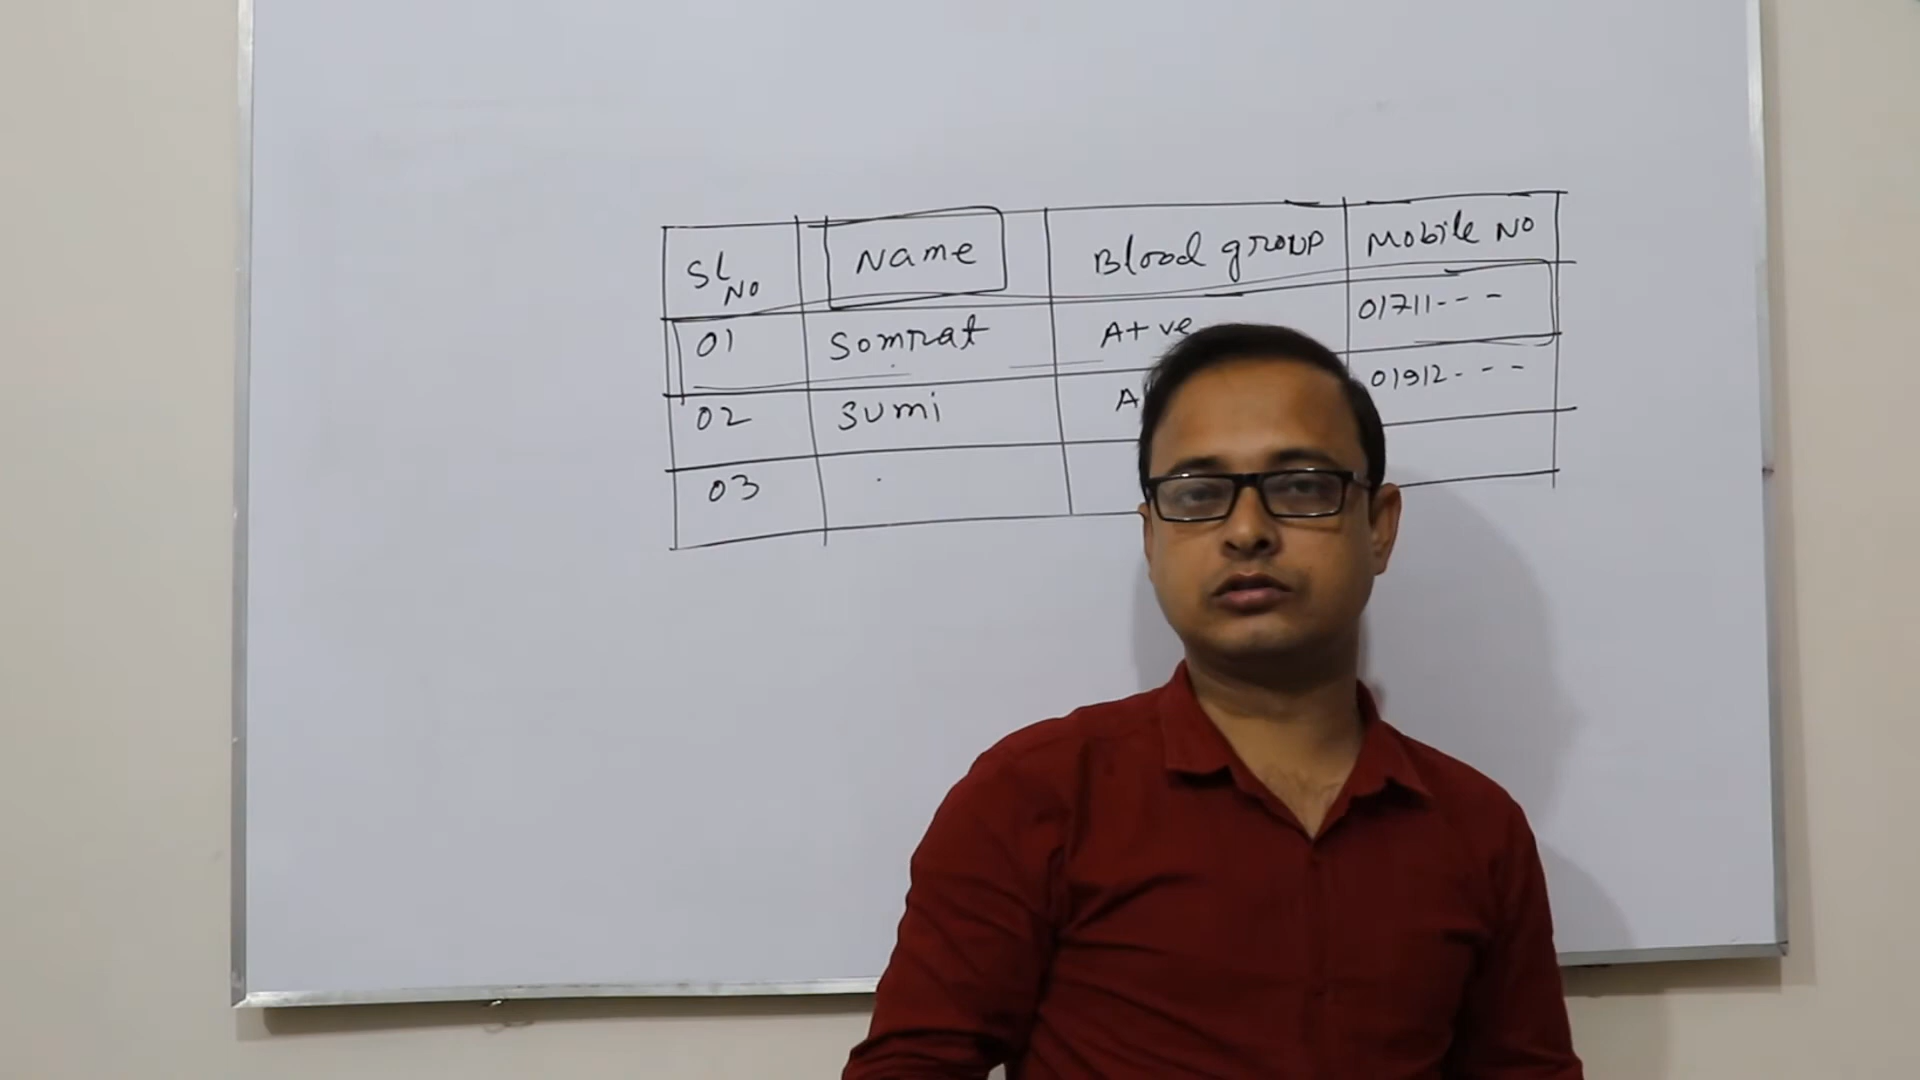 SL NO Name Blood group Mobile NO
01 Somrat A+ ve 01711---
02 Sumi 01912---
03